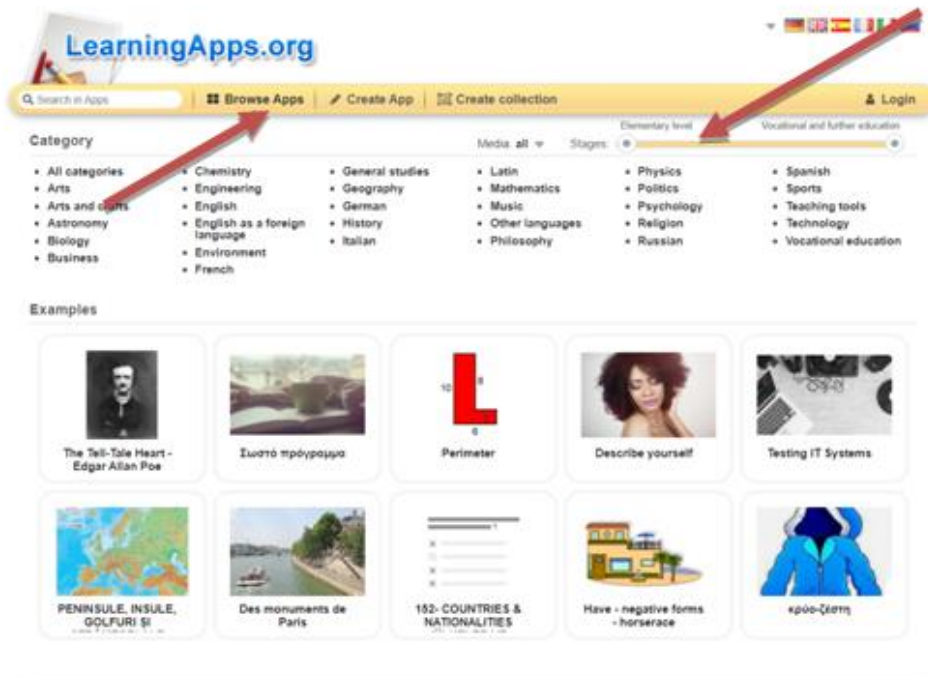 LearningApps.org
Search in Apps
Browse Apps
Create App
Create collection
Login
Category
Media: all
Stages:
Elementary level
Vocational and further education
All categories
Arts
Arts and crafts
Astronomy
Biology
Business
Chemistry
Engineering
English
English as a foreign
language
Environment
French
General studies
Geography
German
History
Italian
Latin
Mathematics
Music
Other languages
Philosophy
Physics
Politics
Psychology
Religion
Russian
Spanish
Sports
Teaching tools
Technology
Vocational education
Examples
The Tell-Tale Heart -
Edgar Allan Poe
Σωστό πρόγραμμα
10
8
6
Perimeter
Describe yourself
Testing IT Systems
PENINSULE, INSULE,
GOLFURI ȘI
Des monuments de
Paris
152- COUNTRIES &
NATIONALITIES
Have - negative forms
- horserace
κρύο-ζέστη